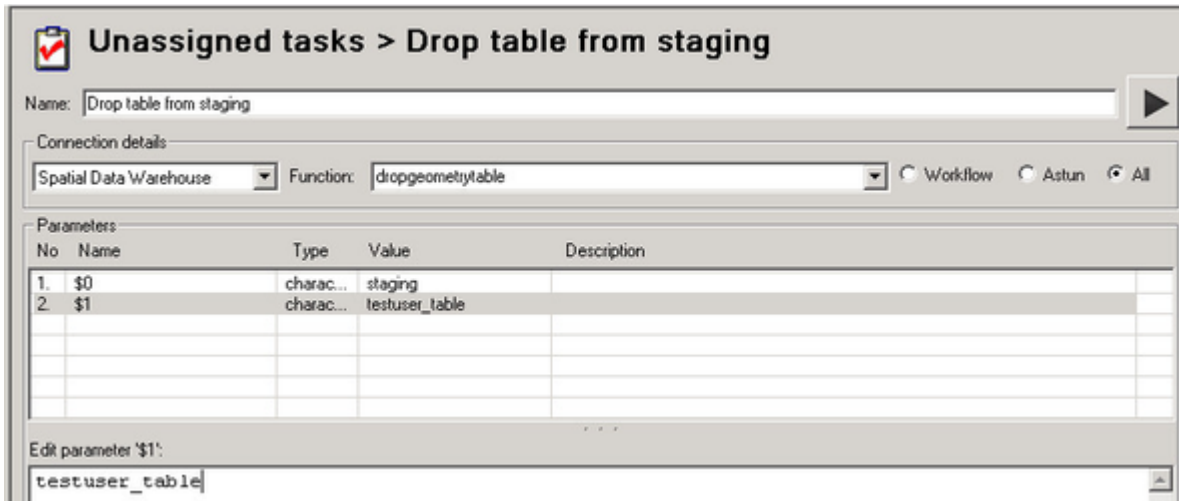 Unassigned tasks > Drop table from staging
Name: Drop table from staging
Connection details
Spatial Data Warehouse Function: dropgeometrytable Workflow Astun All
Parameters
No Name Type Value Description
1. $0 charac... staging
2. $1 charac... testuser_table
Edit parameter '$1':
testuser_table